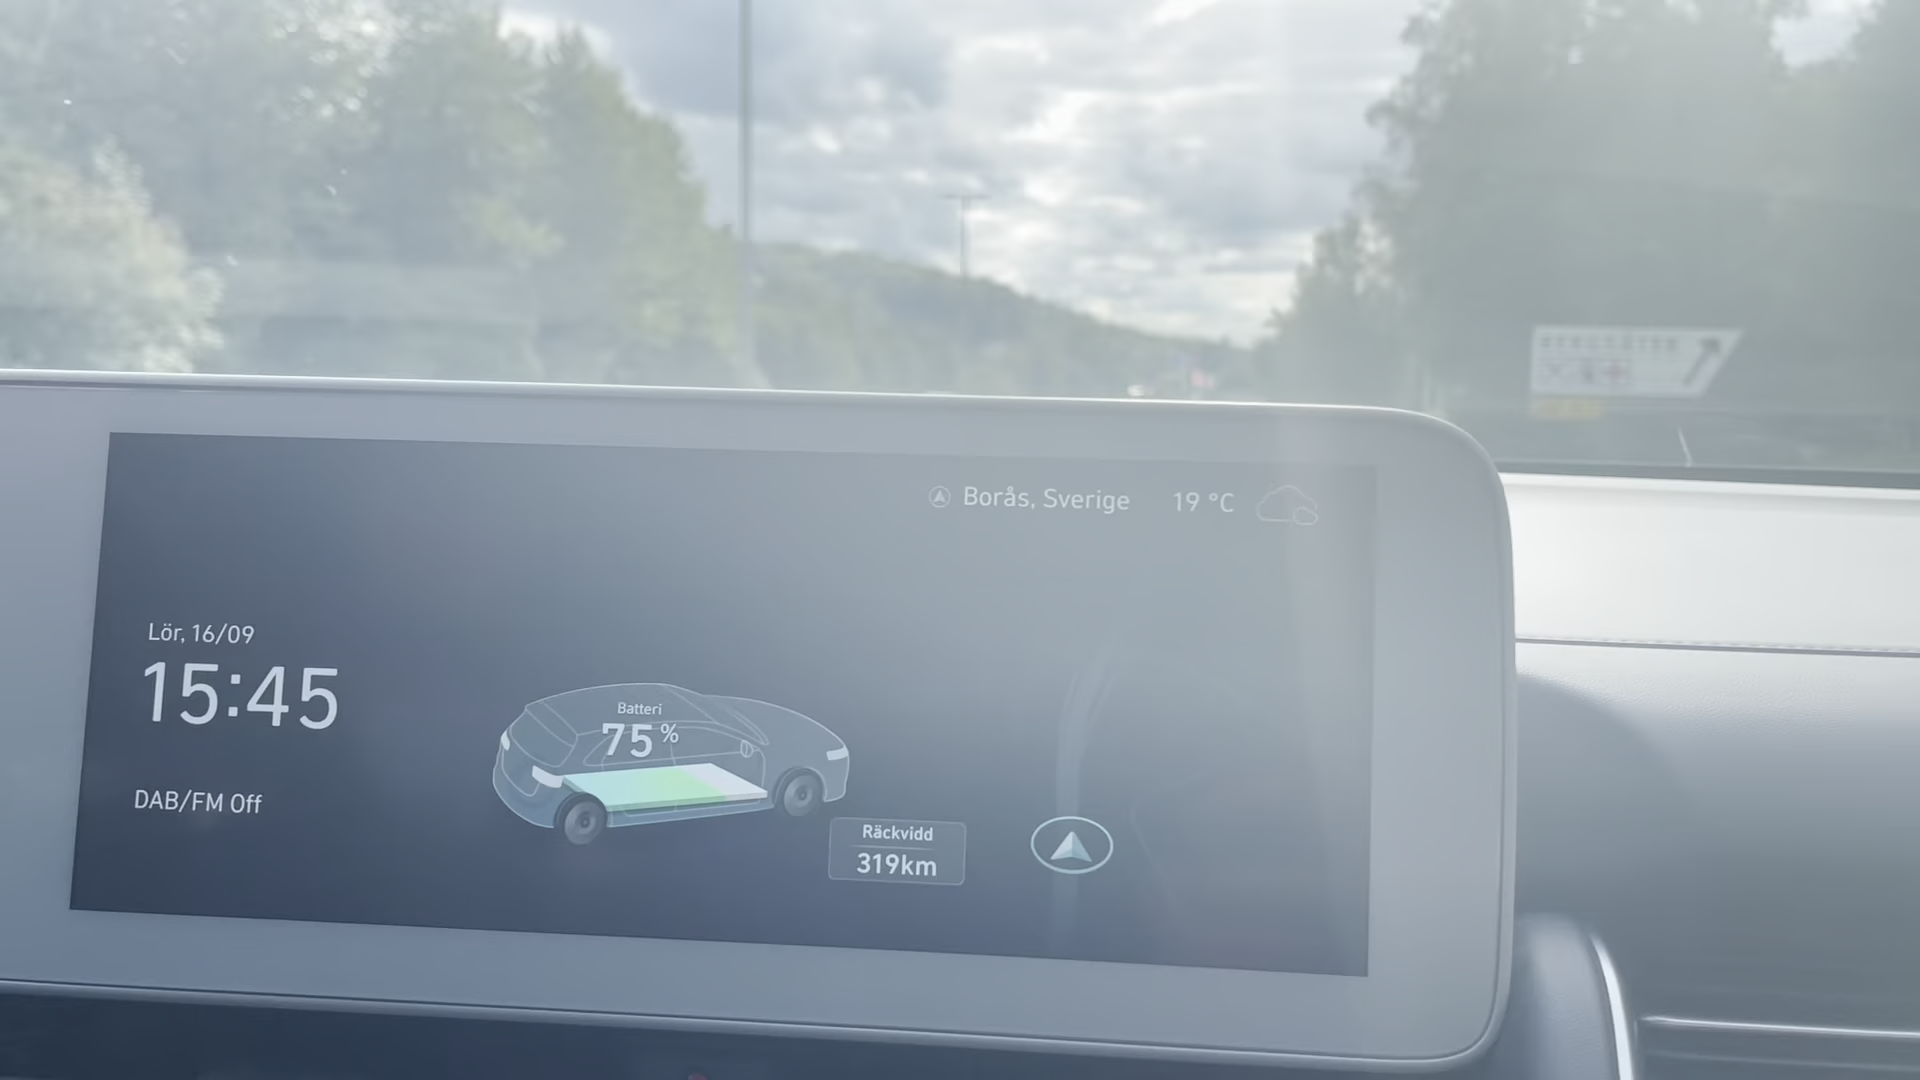 Borås, Sverige 19 °C
Lör, 16/09
15:45
DAB/FM Off
Batteri
75%
Räckvidd
319km